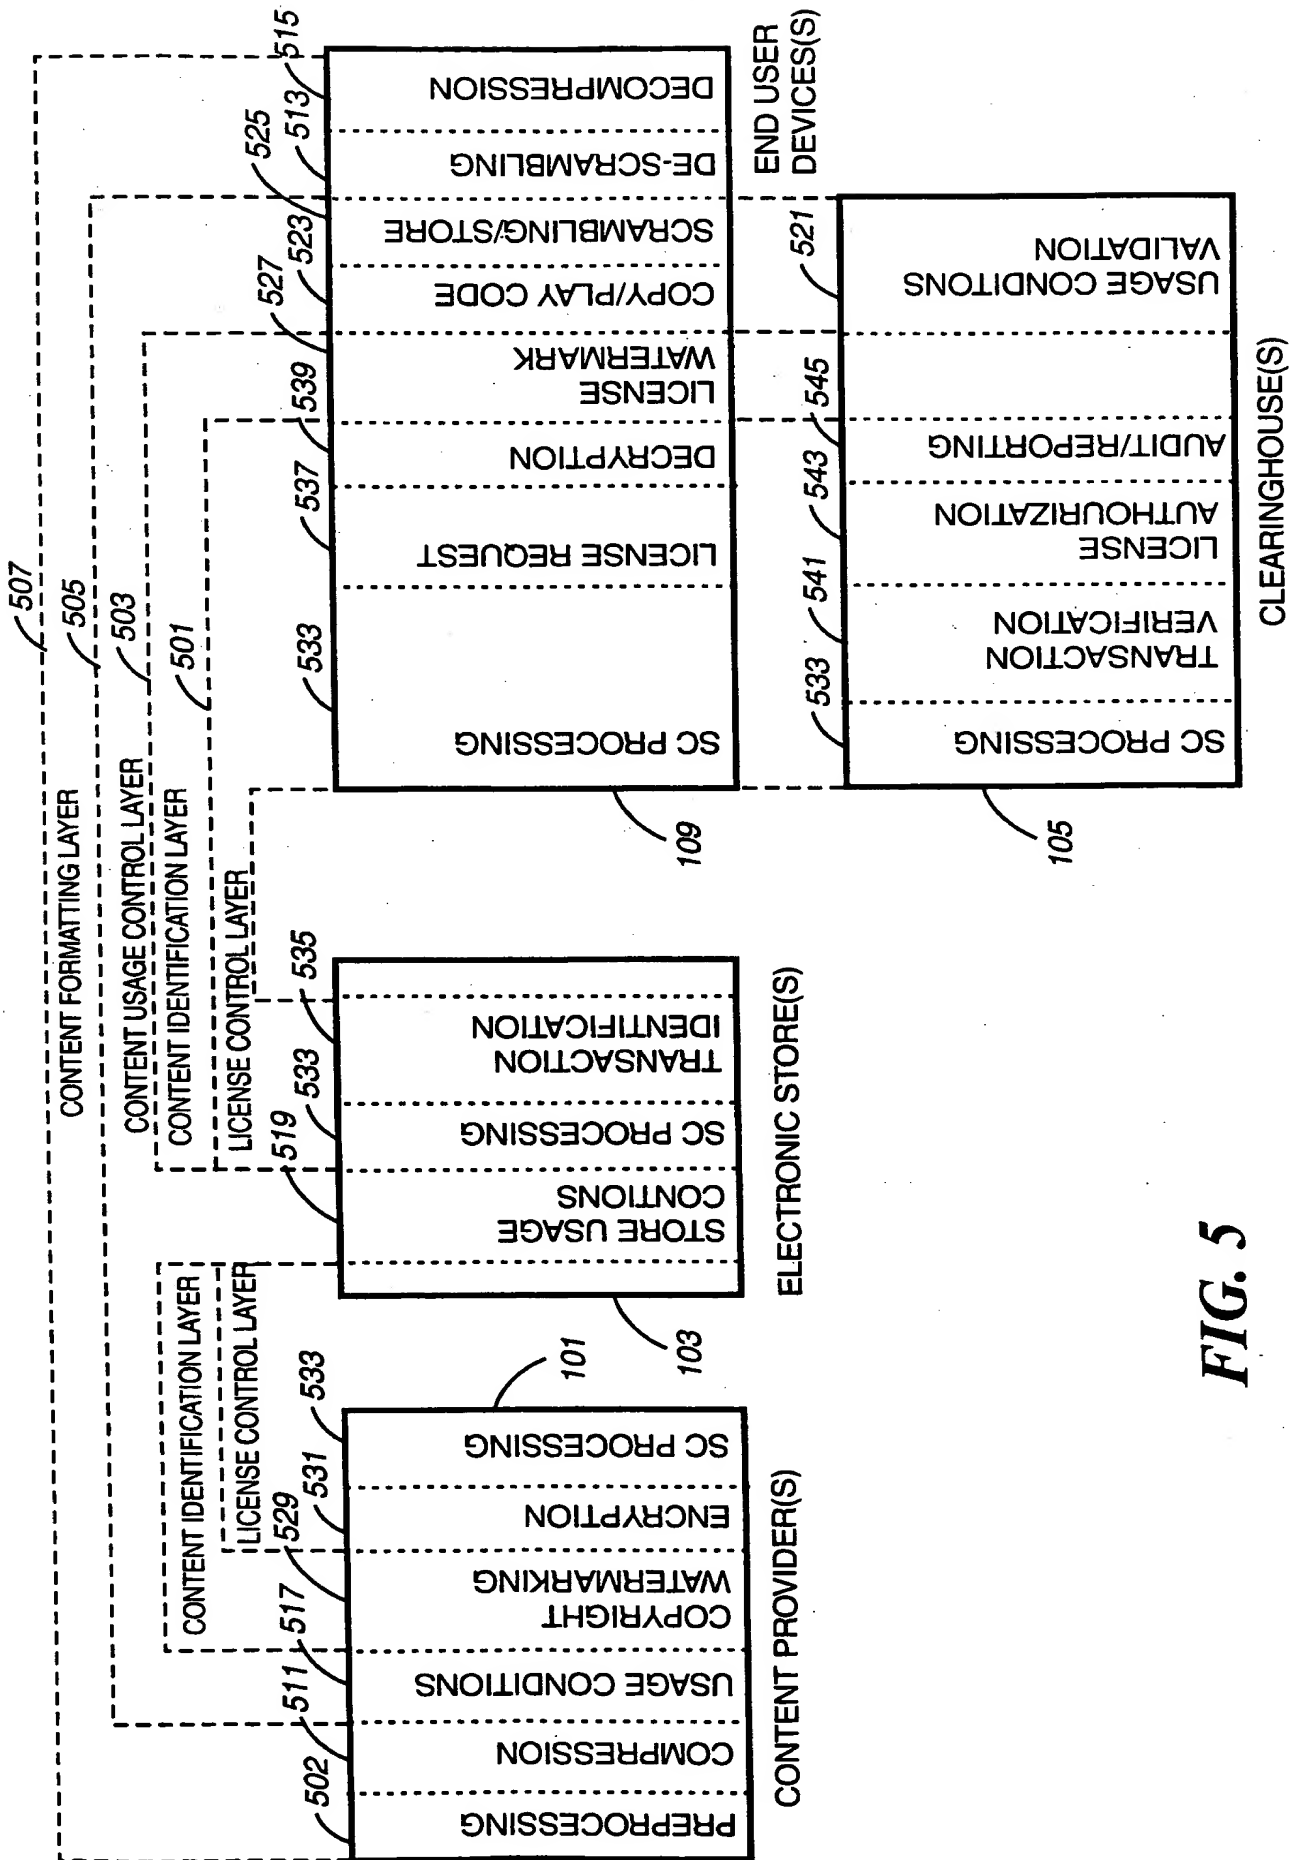 507
CONTENT FORMATTING LAYER
505
CONTENT USAGE CONTROL LAYER
503
CONTENT IDENTIFICATION LAYER
501
LICENSE CONTROL LAYER
CONTENT IDENTIFICATION LAYER
LICENSE CONTROL LAYER
502
PREPROCESSING
511
COMPRESSION
517
USAGE CONDITIONS
529
COPYRIGHT
WATERMARKING
531
ENCRYPTION
533
SC PROCESSING
101
CONTENT PROVIDER(S)
519
STORE USAGE
CONTIONS
533
SC PROCESSING
535
TRANSACTION
IDENTIFICATION
103
ELECTRONIC STORE(S)
533
SC PROCESSING
537
LICENSE REQUEST
539
DECRYPTION
527
LICENSE
WATERMARK
523
COPY/PLAY CODE
525
SCRAMBLING/STORE
513
DE-SCRAMBLING
515
DECOMPRESSION
109
END USER
DEVICES(S)
533
SC PROCESSING
541
TRANSACTION
VERIFICATION
543
LICENSE
AUTHOURIZATION
545
AUDIT/REPORTING
521
USAGE CONDITONS
VALIDATION
105
CLEARINGHOUSE(S)
FIG. 5